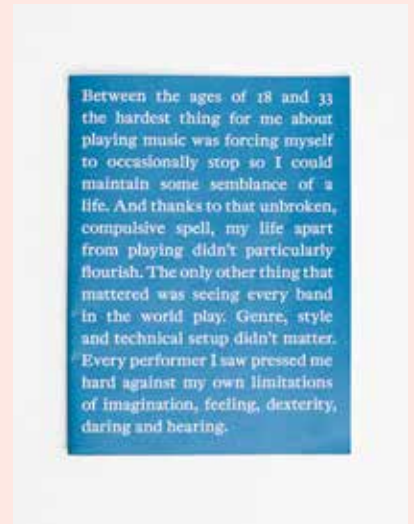 Between the ages of 18 and 33
the hardest thing for me about
playing music was forcing myself
to occasionally stop so I could
maintain some semblance of a
life. And thanks to that unbroken,
compulsive spell, my life apart
from playing didn't particularly
flourish. The only other thing that
mattered was seeing every band
in the world play. Genre, style
and technical setup didn't matter.
Every performer I saw pressed me
hard against my own limitations
of imagination, feeling, dexterity,
daring and hearing.